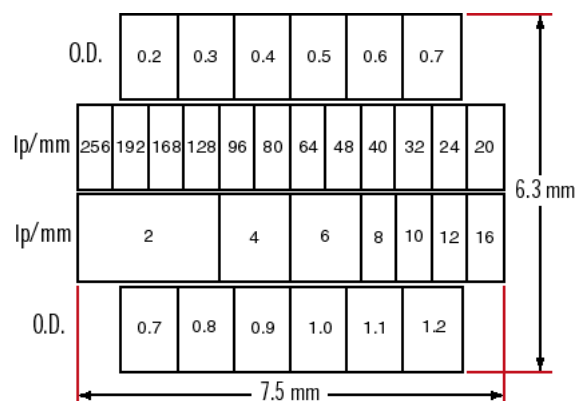 O.D. 0.2 0.3 0.4 0.5 0.6 0.7
lp/mm 256 192 168 128 96 80 64 48 40 32 24 20
6.3 mm
lp/mm 2 4 6 8 10 12 16
O.D. 0.7 0.8 0.9 1.0 1.1 1.2
7.5 mm